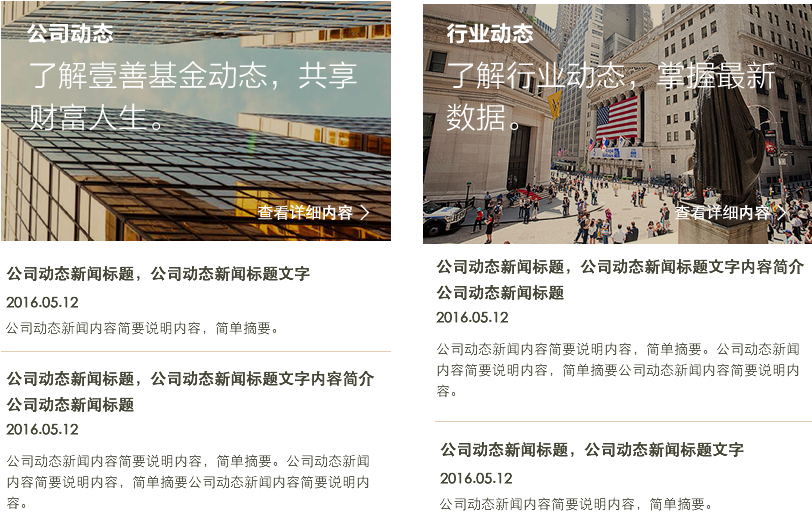 公司动态
了解壹善基金动态，共享
财富人生。
查看详细内容
公司动态新闻标题，公司动态新闻标题文字
2016.05.12
公司动态新闻内容简要说明内容，简单摘要。
公司动态新闻标题，公司动态新闻标题文字内容简介
公司动态新闻标题
2016.05.12
公司动态新闻内容简要说明内容，简单摘要。公司动态新闻
内容简要说明内容，简单摘要公司动态新闻内容简要说明内
容。
行业动态
了解行业动态，掌握最新
数据。
查看详细内容
公司动态新闻标题，公司动态新闻标题文字内容简介
公司动态新闻标题
2016.05.12
公司动态新闻内容简要说明内容，简单摘要。公司动态新闻
内容简要说明内容，简单摘要公司动态新闻内容简要说明内
容。
公司动态新闻标题，公司动态新闻标题文字
2016.05.12
公司动态新闻内容简要说明内容，简单摘要。